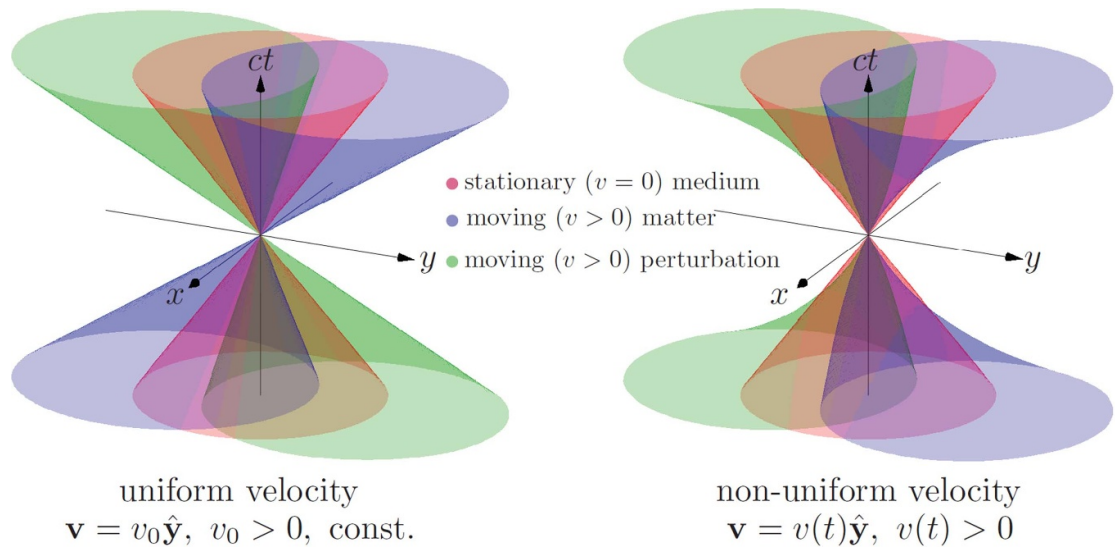 ct
ct
stationary (v = 0) medium
moving (v > 0) matter
moving (v > 0) perturbation
y
y
x
x
uniform velocity
v = v₀ŷ, v₀ > 0, const.
non-uniform velocity
v = v(t)ŷ, v(t) > 0